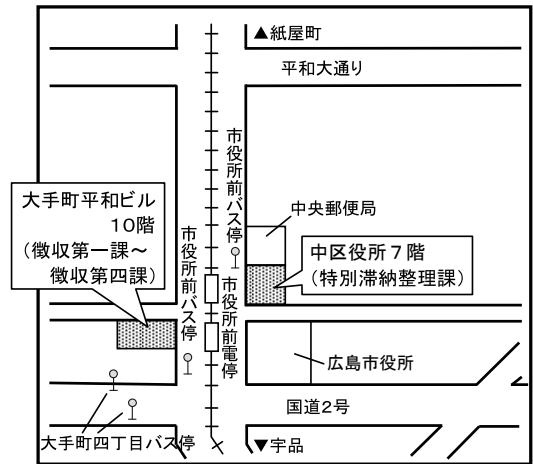 ▲紙屋町
平和大通り
市役所前バス停
大手町平和ビル
10階
(徴収第一課～
徴収第四課)
中央郵便局
中区役所7階
(特別滞納整理課)
市役所前バス停
市役所前電停
広島市役所
国道2号
大手町四丁目バス停
▼宇品